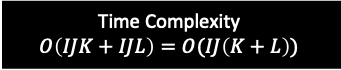 Time Complexity
O(IJK + IJL) = O(IJ(K + L))